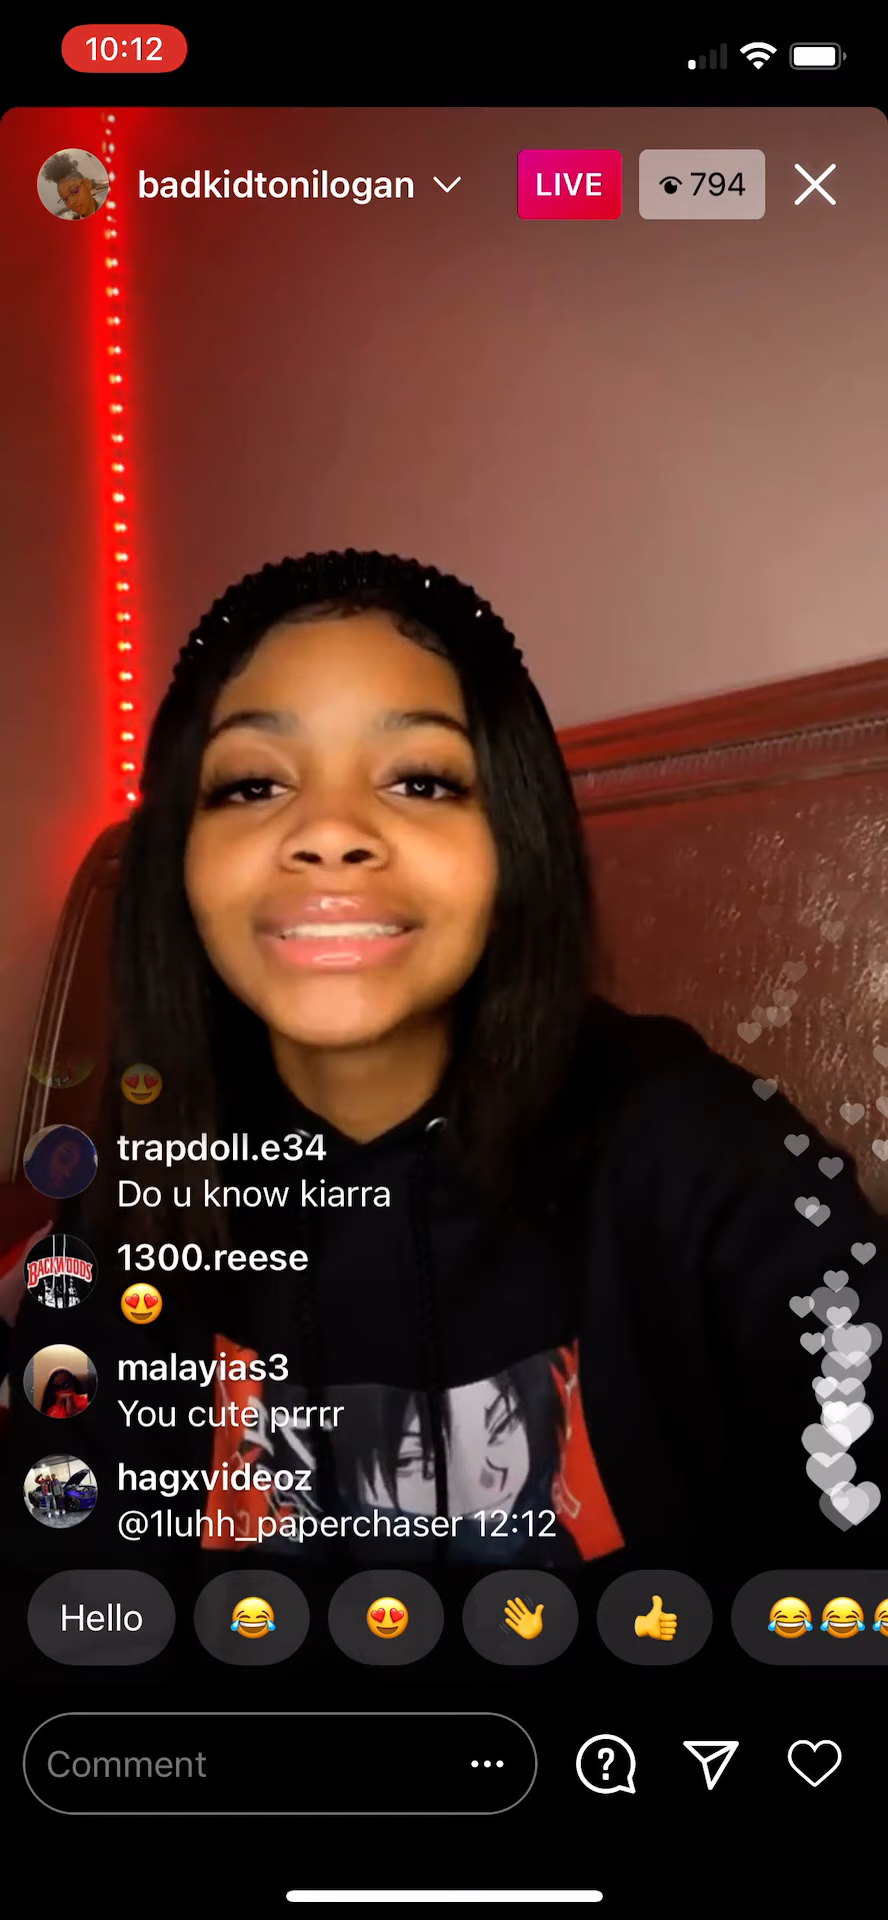 10:12
badkidtonilogan
LIVE
794
trapdoll.e34
Do u know kiarra
1300.reese
😍
BACKWOODS
malayias3
You cute prrrr
hagxvideoz
@1luhh_paperchaser 12:12
Hello
Comment